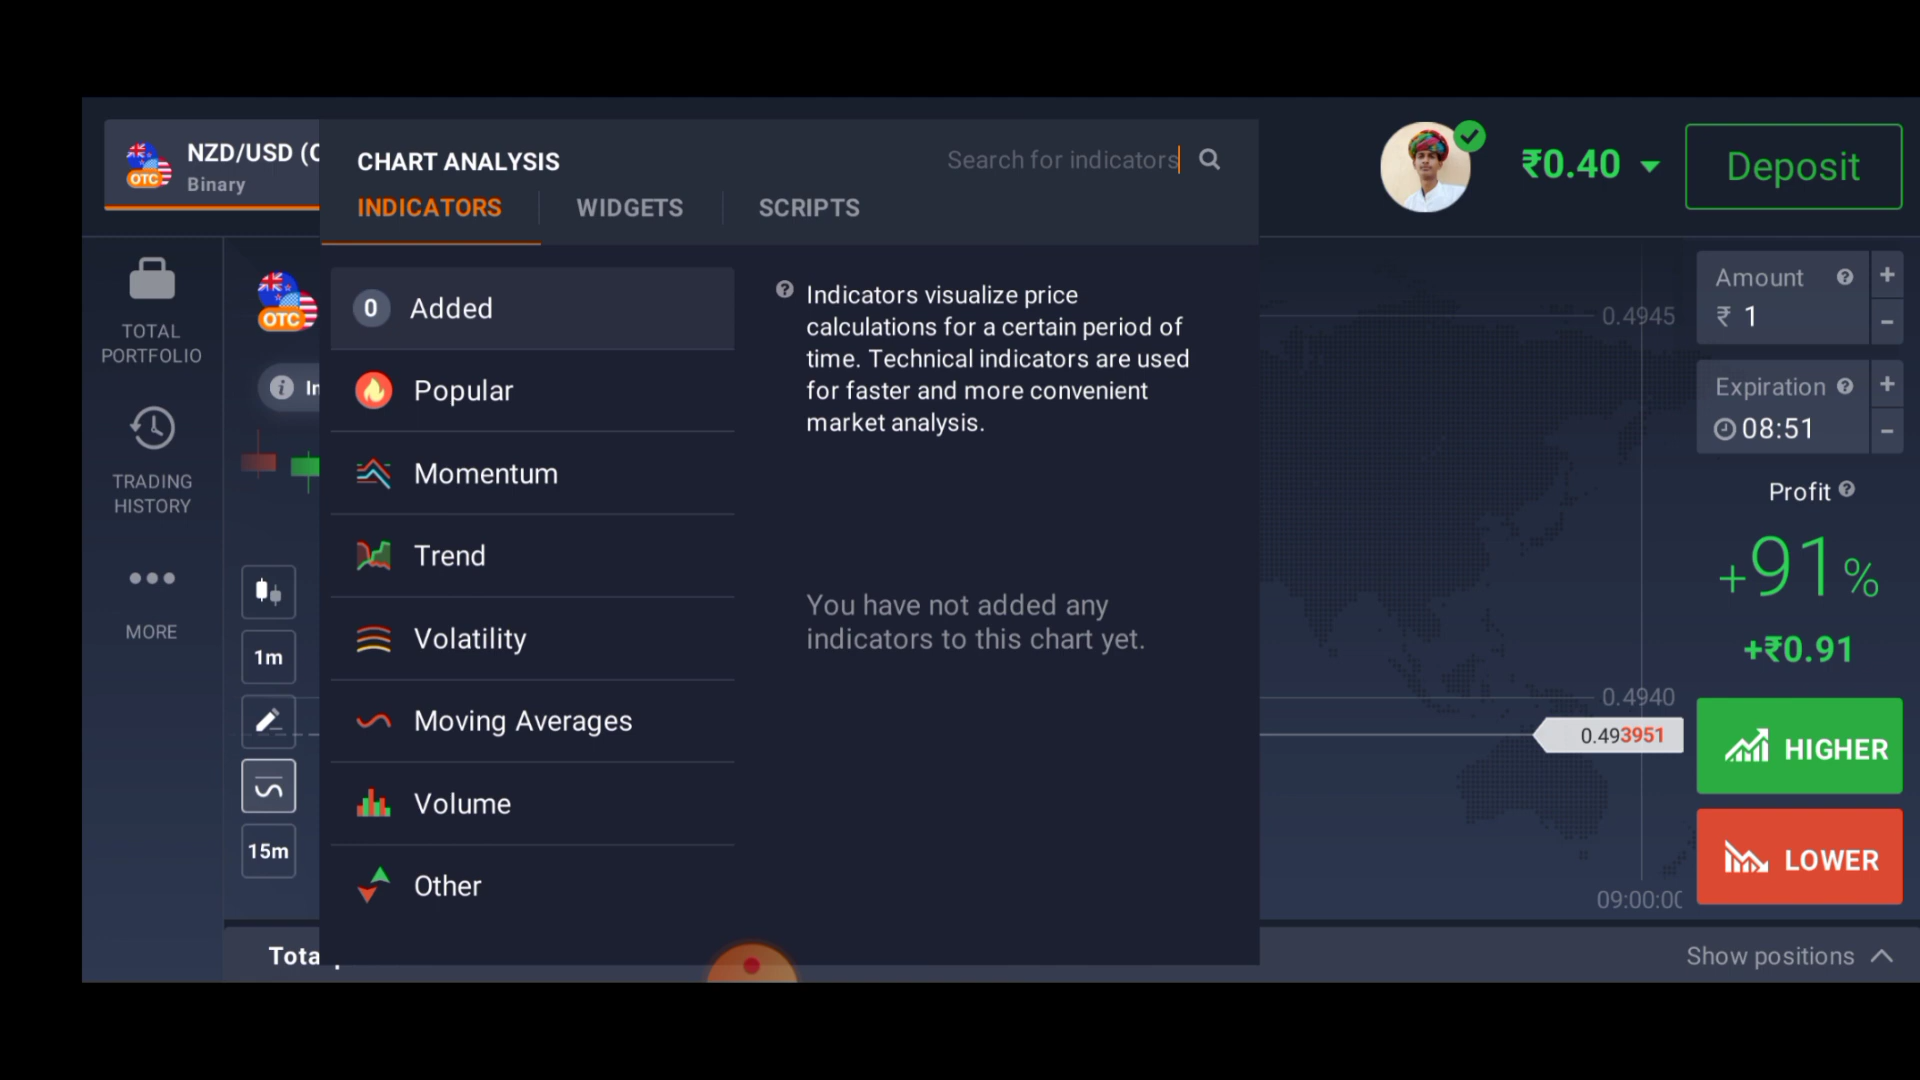 NZD/USD (
Binary
OTC
CHART ANALYSIS
Search for indicators
INDICATORS
WIDGETS
SCRIPTS
₹0.40
Deposit
TOTAL
PORTFOLIO
TRADING
HISTORY
MORE
OTC
1m
15m
0 Added
Popular
Momentum
Trend
Volatility
Moving Averages
Volume
Other
Indicators visualize price
calculations for a certain period of
time. Technical indicators are used
for faster and more convenient
market analysis.
You have not added any
indicators to this chart yet.
0.4945
0.4940
0.493951
09:00:00
Amount
₹ 1
+
-
Expiration
08:51
+
-
Profit
+91%
+₹0.91
HIGHER
LOWER
Show positions